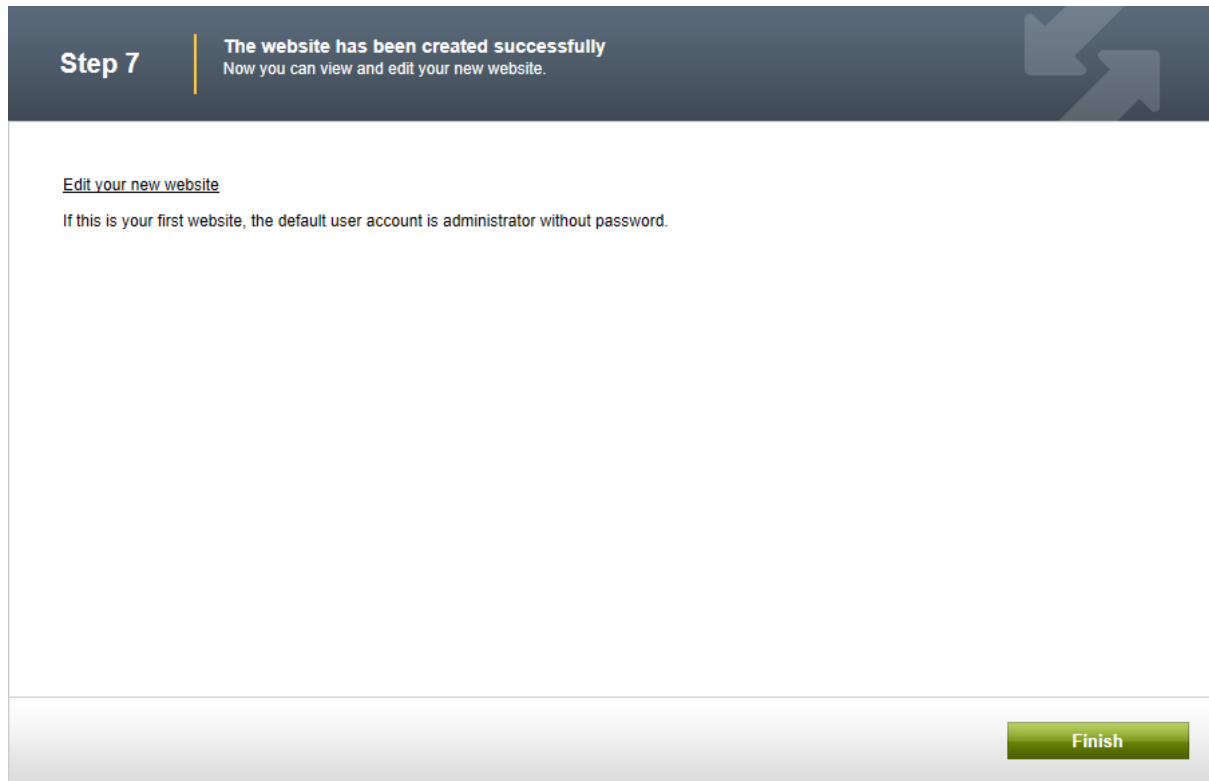 Step 7
The website has been created successfully
Now you can view and edit your new website.
Edit your new website
If this is your first website, the default user account is administrator without password.
Finish